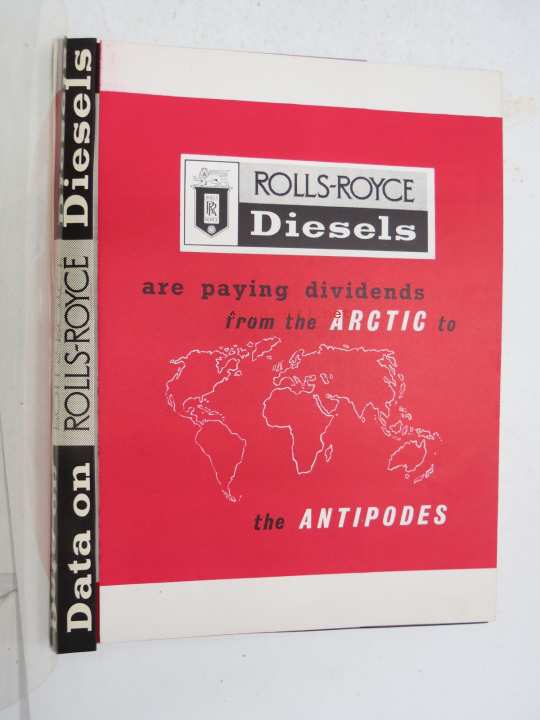 Data on ROLLS-ROYCE Diesels
ROLLS-ROYCE
Diesels
are paying dividends
from the ARCTIC to
the ANTIPODES